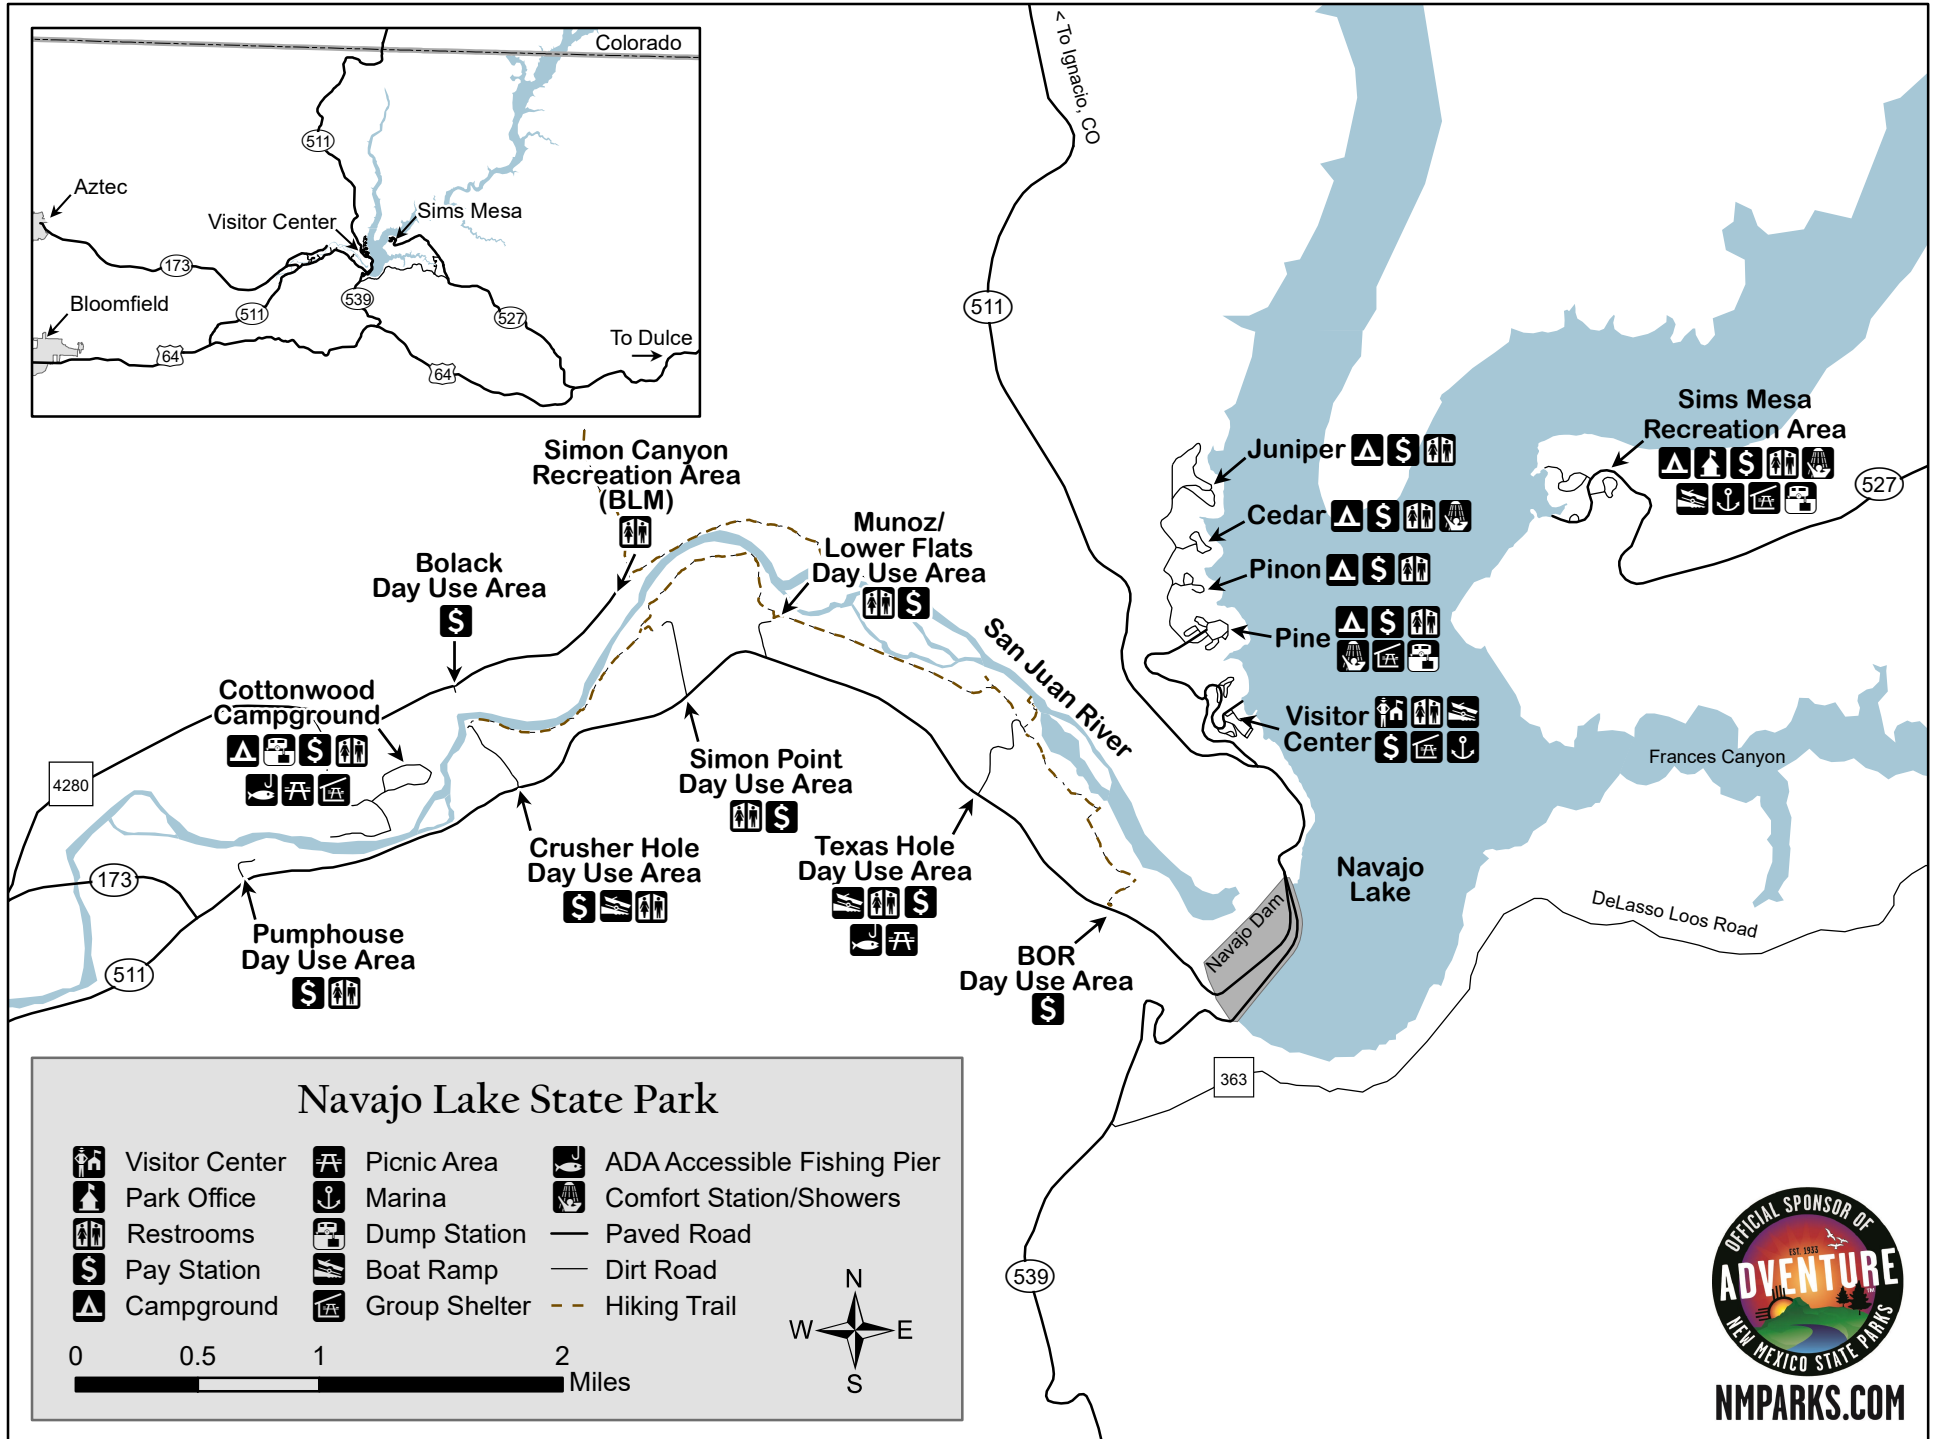 Colorado
511
Aztec
Visitor Center
Sims Mesa
173
Bloomfield
511
539
527
To Dulce
64
64
< To Ignacio, CO
511
Sims Mesa
Recreation Area
527
Juniper
Cedar
Pinon
Pine
Visitor
Center
Simon Canyon
Recreation Area
(BLM)
Munoz/
Lower Flats
Day Use Area
Bolack
Day Use Area
San Juan River
Cottonwood
Campground
4280
Simon Point
Day Use Area
Frances Canyon
Crusher Hole
Day Use Area
Texas Hole
Day Use Area
Navajo
Lake
173
DeLasso Loos Road
Navajo Dam
Pumphouse
Day Use Area
511
BOR
Day Use Area
363
539
Navajo Lake State Park
Visitor Center
Park Office
Restrooms
Pay Station
Campground
Picnic Area
Marina
Dump Station
Boat Ramp
Group Shelter
ADA Accessible Fishing Pier
Comfort Station/Showers
Paved Road
Dirt Road
Hiking Trail
N
W E
S
0 0.5 1 2
Miles
OFFICIAL SPONSOR OF
EST. 1933
ADVENTURE
TM
NEW MEXICO STATE PARKS
NMPARKS.COM